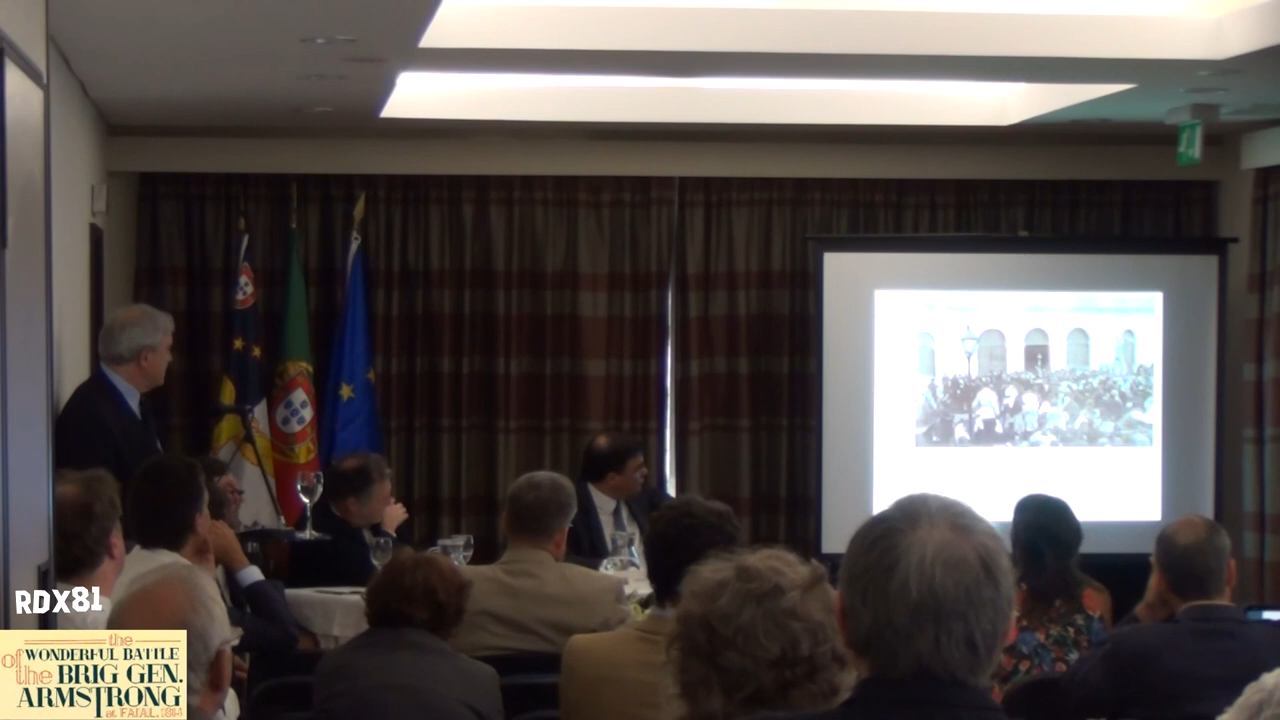 RDX81
the
WONDERFUL BATTLE
of the BRIG GEN.
ARMSTRONG
at FAIAL. 1814